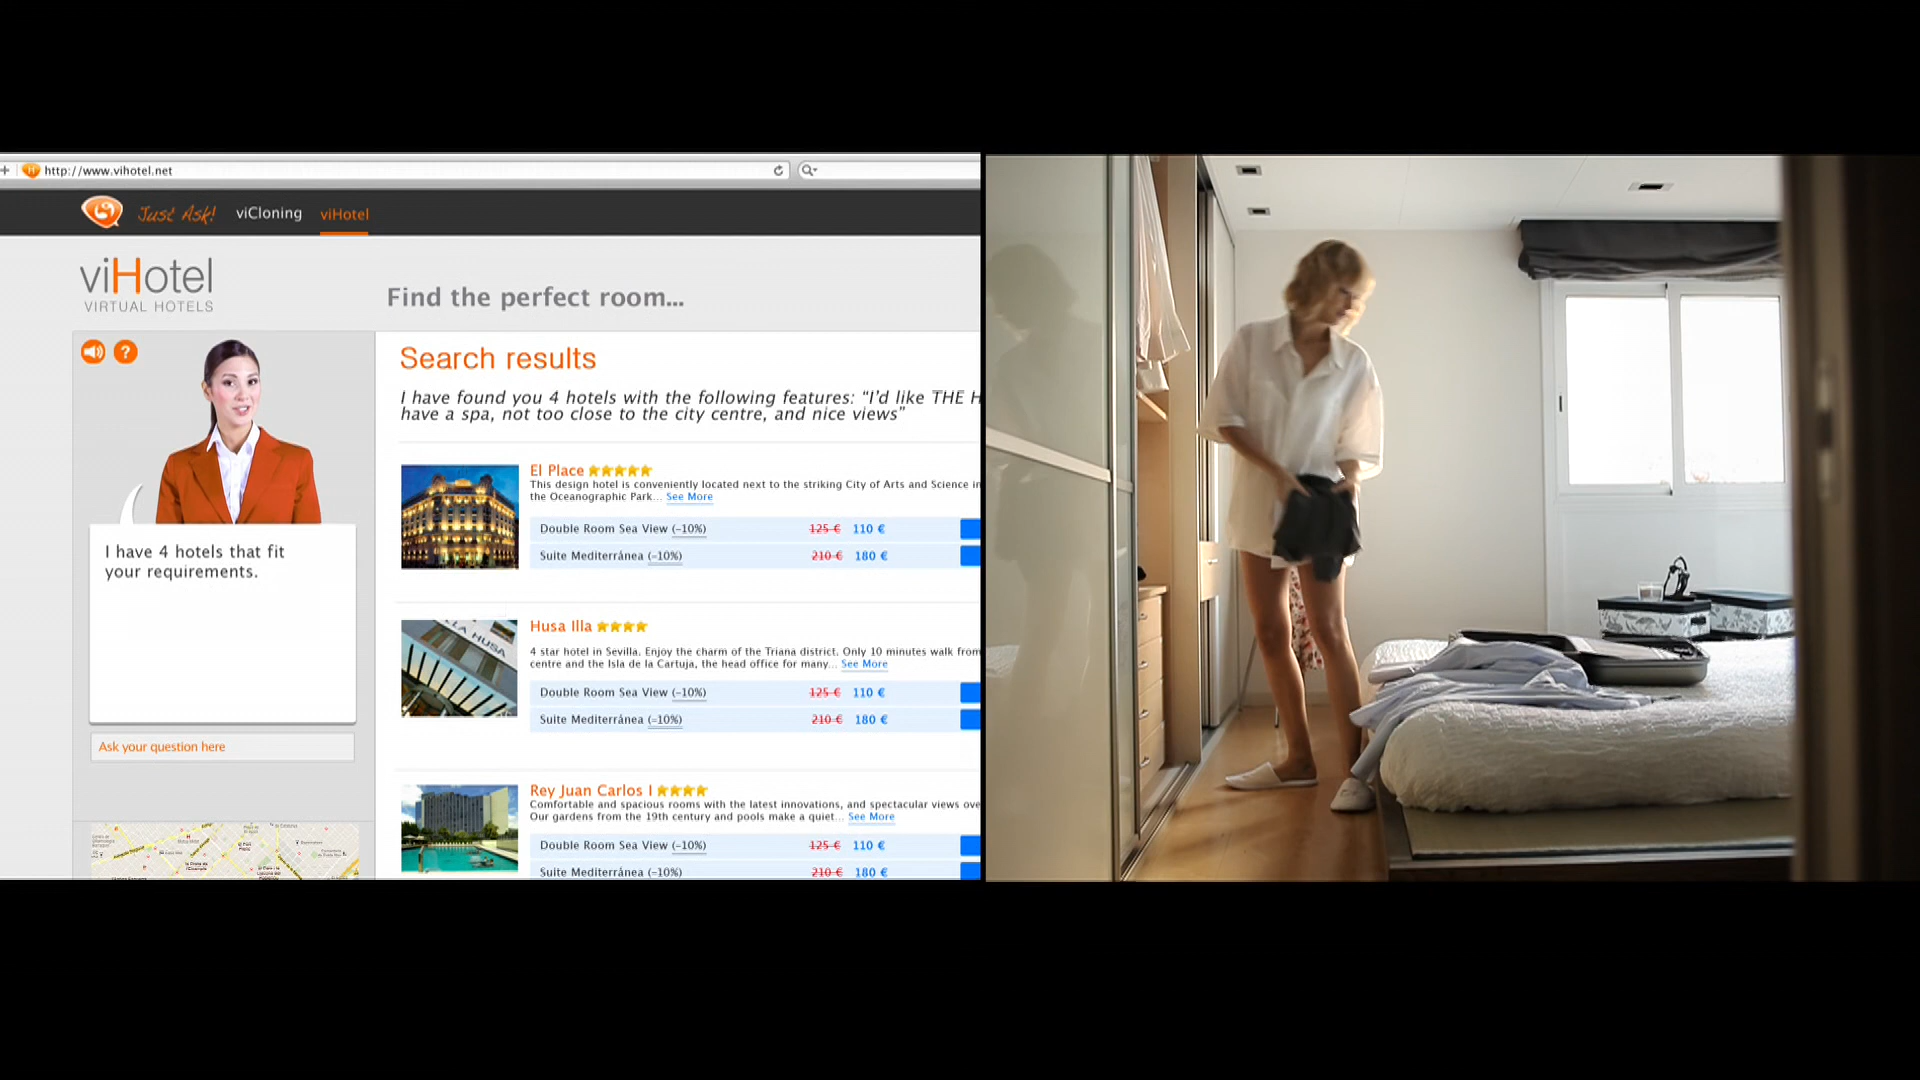 http://www.vihotel.net
Just Ask! viCloning viHotel
viHotel
VIRTUAL HOTELS
Find the perfect room...
?
I have 4 hotels that fit
your requirements.
Ask your question here
Search results
I have found you 4 hotels with the following features: “I’d like THE H
have a spa, not too close to the city centre, and nice views”
El Place
This design hotel is conveniently located next to the striking City of Arts and Science in
the Oceanographic Park... See More
Double Room Sea View (-10%) 125 € 110 €
Suite Mediterránea (-10%) 210 € 180 €
LA HUSA
Husa Illa
4 star hotel in Sevilla. Enjoy the charm of the Triana district. Only 10 minutes walk from
centre and the Isla de la Cartuja, the head office for many... See More
Double Room Sea View (-10%) 125 € 110 €
Suite Mediterránea (-10%) 210 € 180 €
Rey Juan Carlos I
Comfortable and spacious rooms with the latest innovations, and spectacular views ove
Our gardens from the 19th century and pools make a quiet... See More
Double Room Sea View (-10%) 125 € 110 €
Suite Mediterránea (-10%) 210 € 180 €